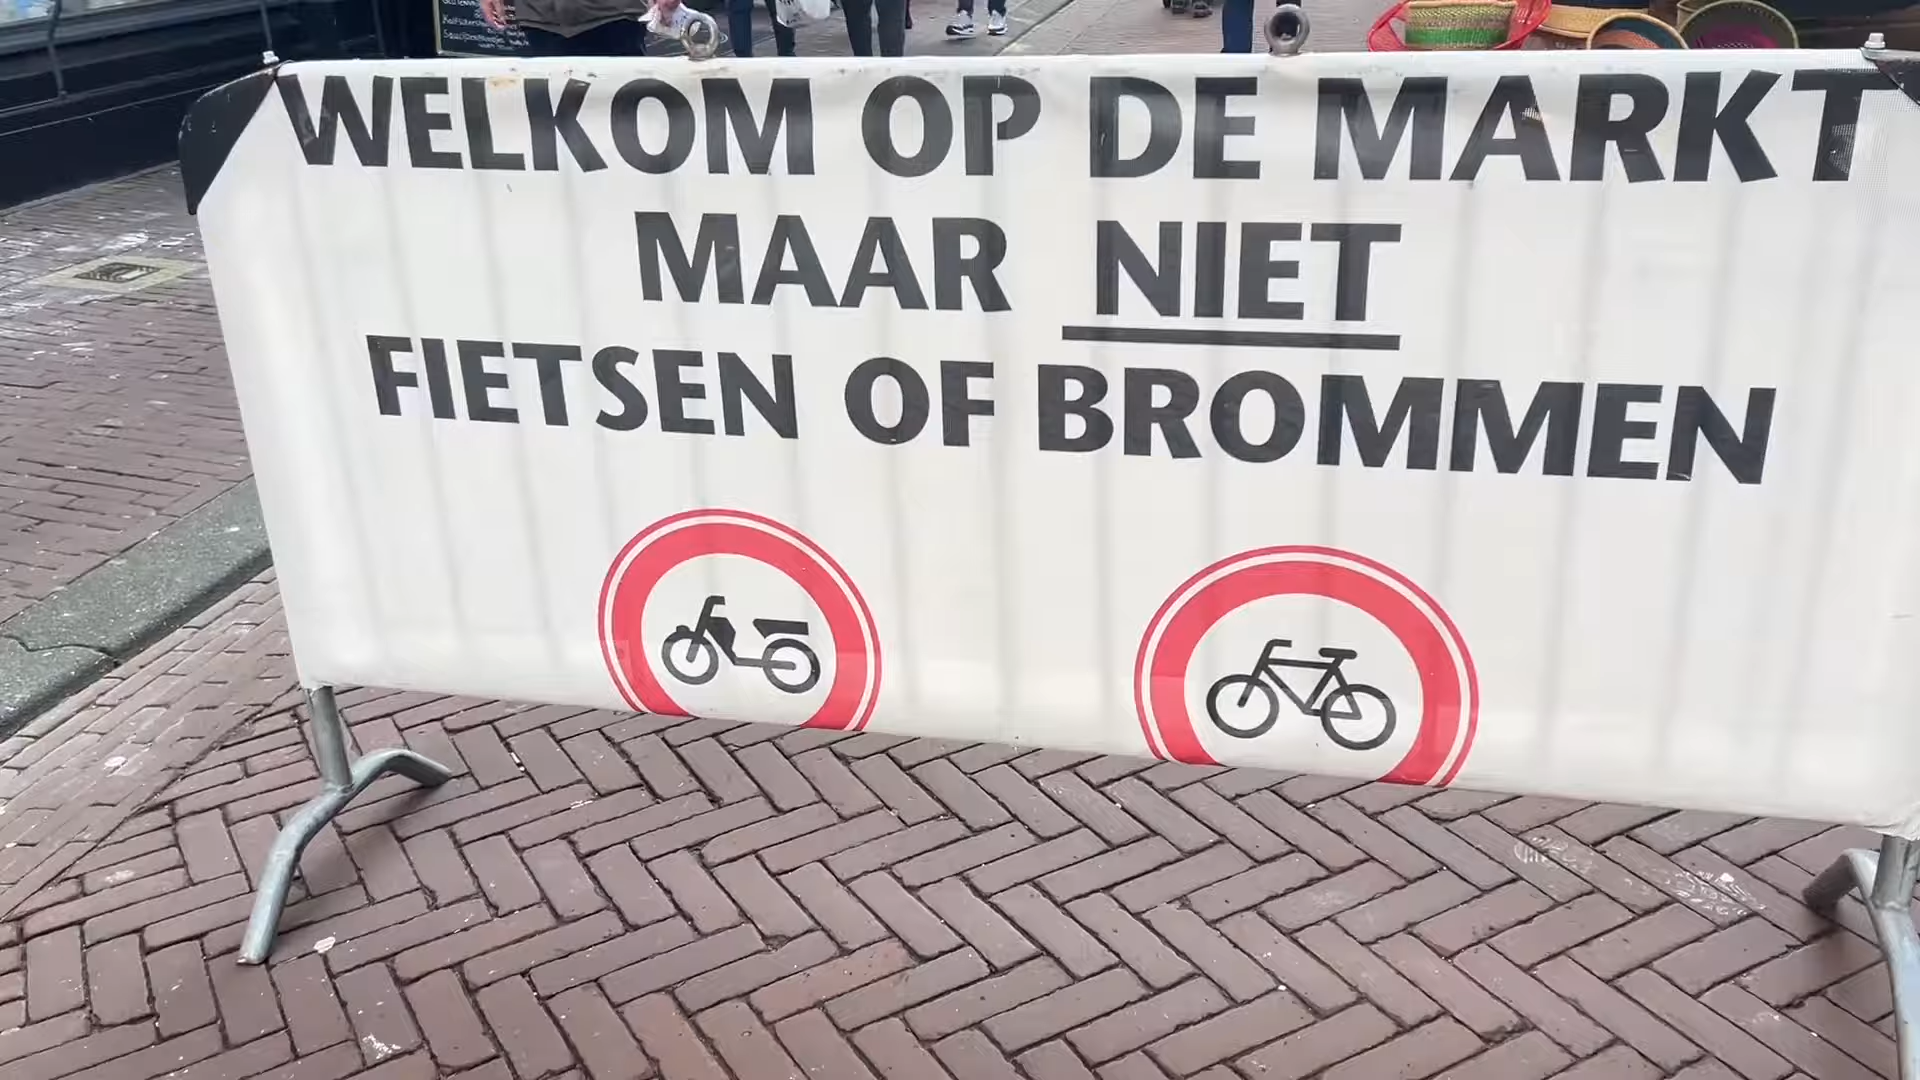 WELKOM OP DE MARKT
MAAR NIET
FIETSEN OF BROMMEN